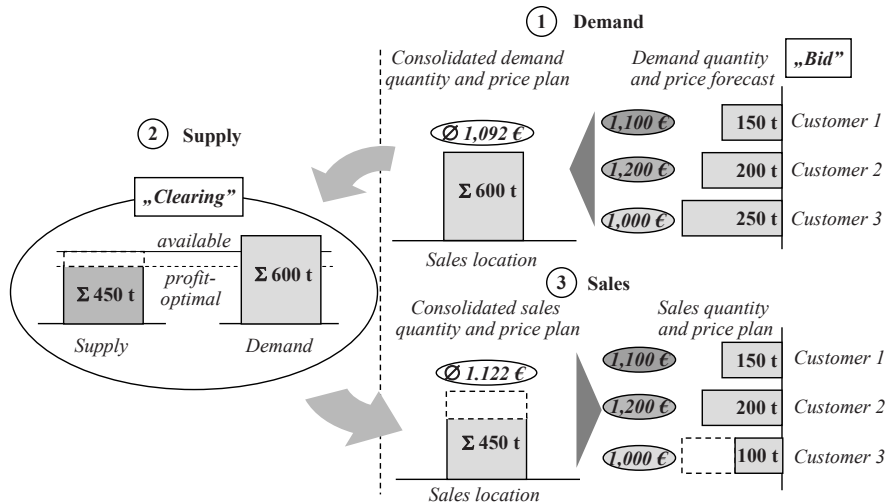 1 Demand
Consolidated demand
quantity and price plan
Demand quantity
and price forecast
„Bid”
Ø 1,092 €
Σ 600 t
Sales location
1,100 €
150 t
Customer 1
1,200 €
200 t
Customer 2
1,000 €
250 t
Customer 3
2 Supply
„Clearing”
available
profit-
optimal
Σ 450 t
Σ 600 t
Supply
Demand
3 Sales
Consolidated sales
quantity and price plan
Sales quantity
and price plan
Ø 1.122 €
Σ 450 t
Sales location
1,100 €
150 t
Customer 1
1,200 €
200 t
Customer 2
1,000 €
100 t
Customer 3